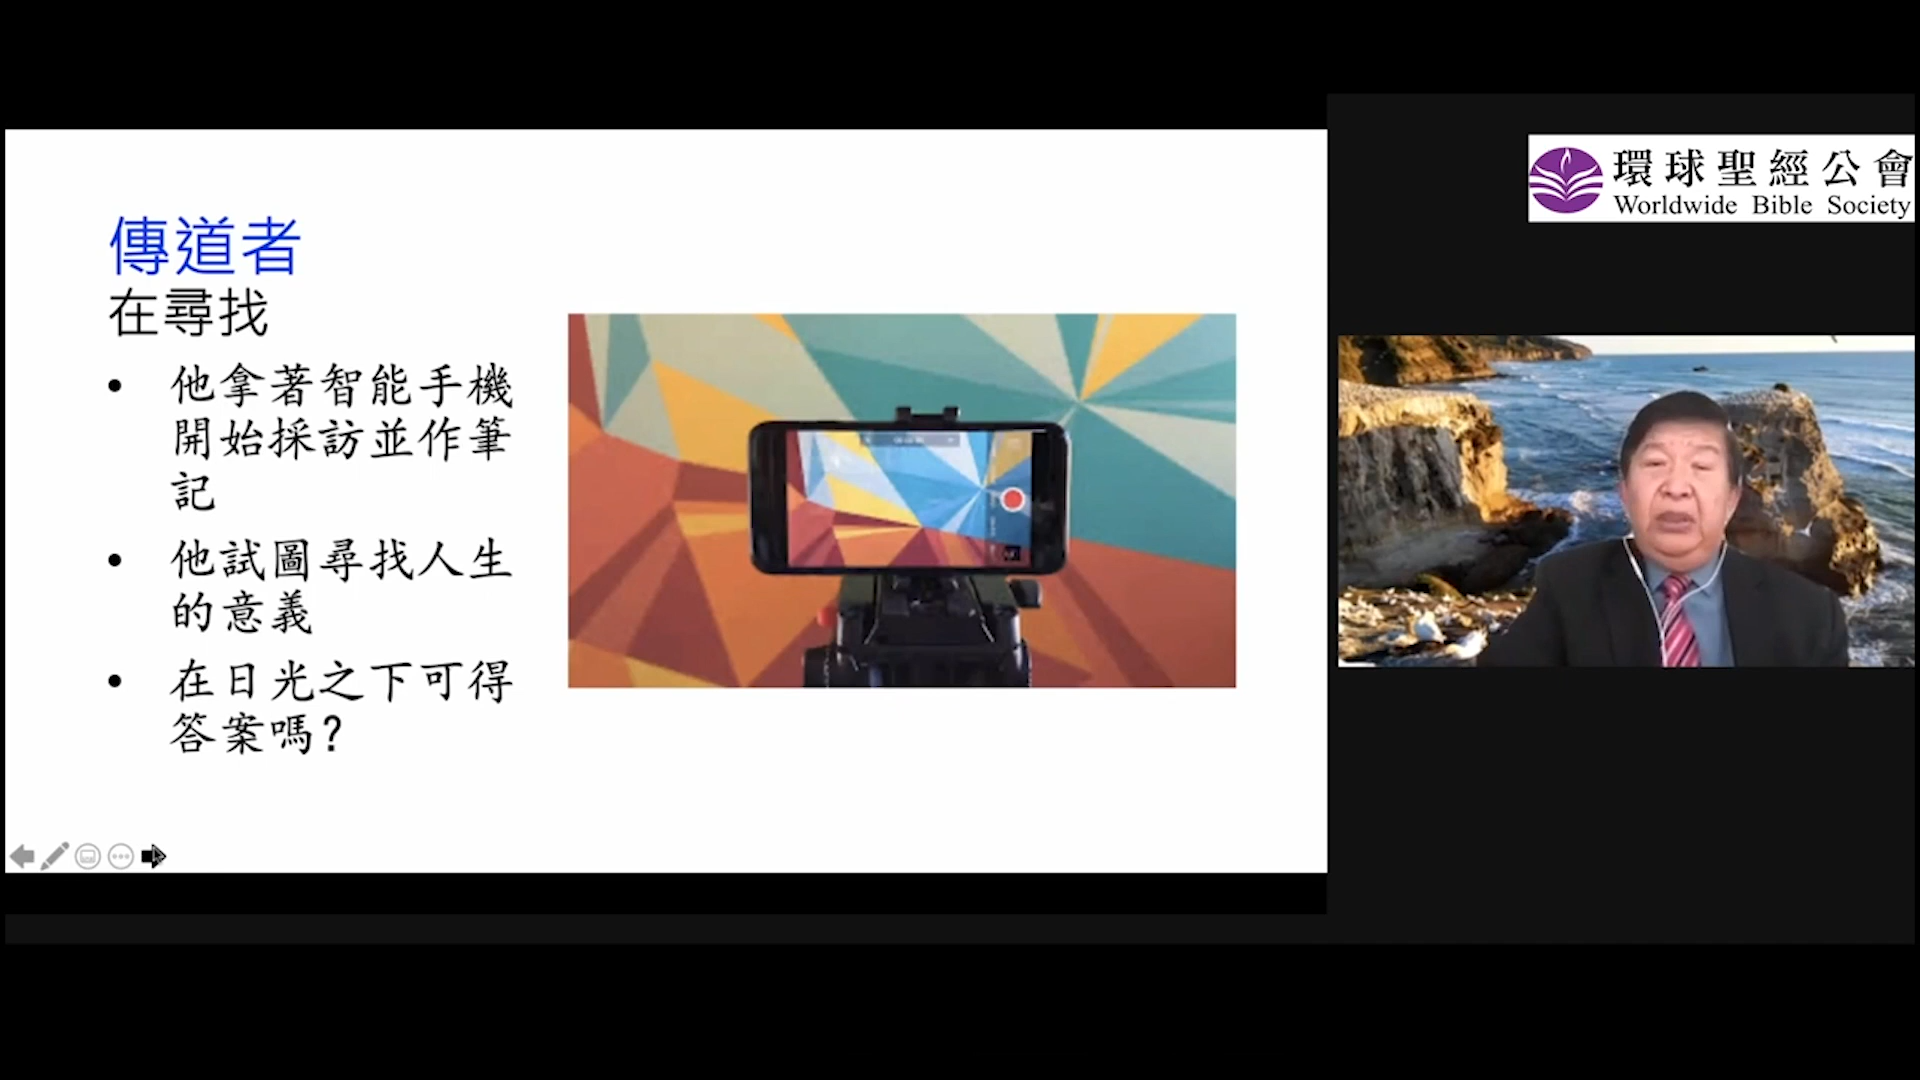 傳道者
在尋找
• 他拿著智能手機
開始採訪並作筆
記
• 他試圖尋找人生
的意義
• 在日光之下可得
答案嗎？
環球聖經公會
Worldwide Bible Society